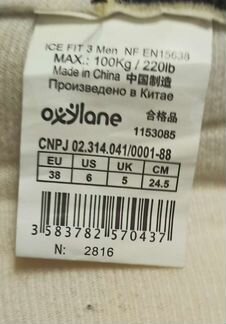 ICE FIT 3 Men NF EN15638
MAX.: 100Kg / 220lb
Made in China 中国制造
Произведено в Китае
oxylane 合格品
1153085
CNPJ 02.314.041/0001-88
EU US UK CM
38 6 5 24.5
3 583782 570437
N: 2816